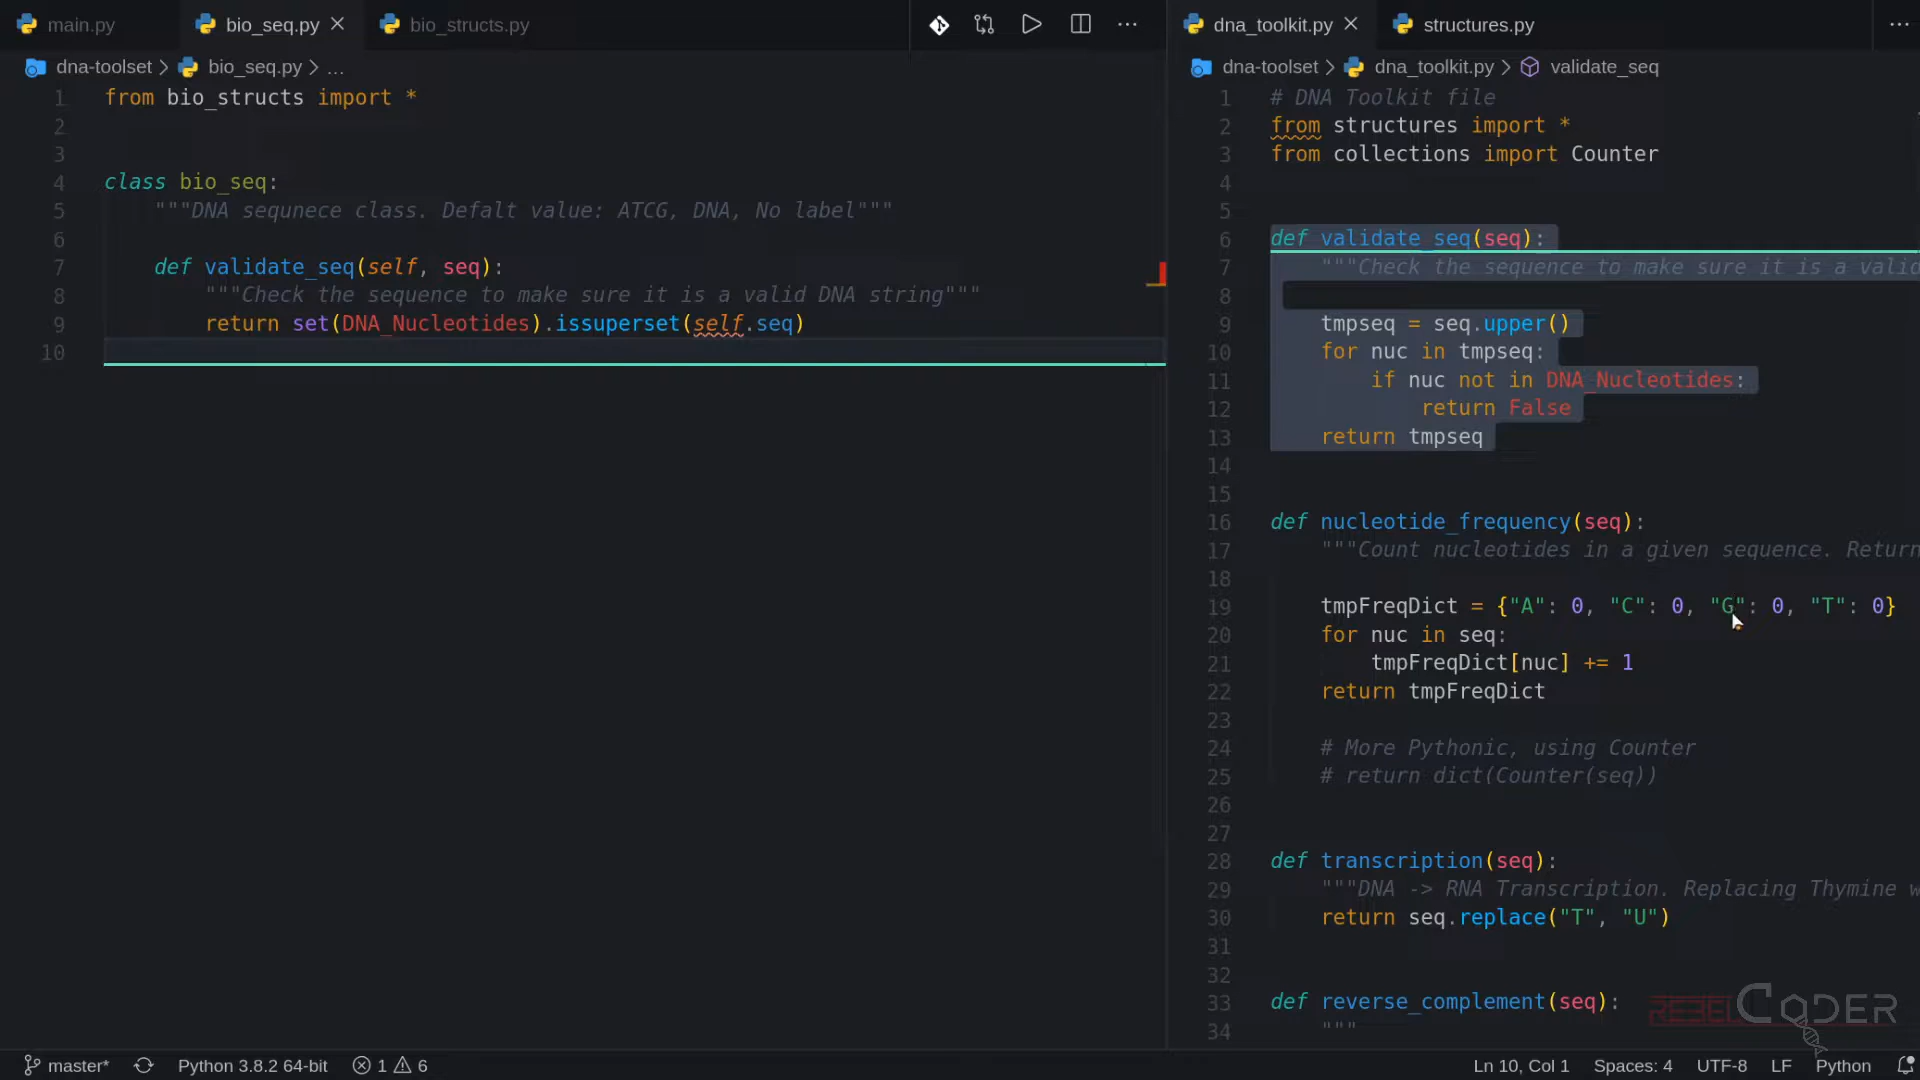 main.py bio_seq.py bio_structs.py
dna-toolset > bio_seq.py > ...
1 from bio_structs import *
2
3
4 class bio_seq:
5 """DNA sequnece class. Defalt value: ATCG, DNA, No label"""
6
7 def validate_seq(self, seq):
8 """Check the sequence to make sure it is a valid DNA string"""
9 return set(DNA_Nucleotides).issuperset(self.seq)
10
dna_toolkit.py structures.py
dna-toolset > dna_toolkit.py > validate_seq
1 # DNA Toolkit file
2 from structures import *
3 from collections import Counter
4
5
6 def validate_seq(seq):
7 """Check the sequence to make sure it is a valid
8
9 tmpseq = seq.upper()
10 for nuc in tmpseq:
11 if nuc not in DNA_Nucleotides:
12 return False
13 return tmpseq
14
15
16 def nucleotide_frequency(seq):
17 """Count nucleotides in a given sequence. Return
18
19 tmpFreqDict = {"A": 0, "C": 0, "G": 0, "T": 0}
20 for nuc in seq:
21 tmpFreqDict[nuc] += 1
22 return tmpFreqDict
23
24 # More Pythonic, using Counter
25 # return dict(Counter(seq))
26
27
28 def transcription(seq):
29 """DNA -> RNA Transcription. Replacing Thymine w
30 return seq.replace("T", "U")
31
32
33 def reverse_complement(seq):
34 """
REBEL CODER
master* Python 3.8.2 64-bit 1 6 Ln 10, Col 1 Spaces: 4 UTF-8 LF Python